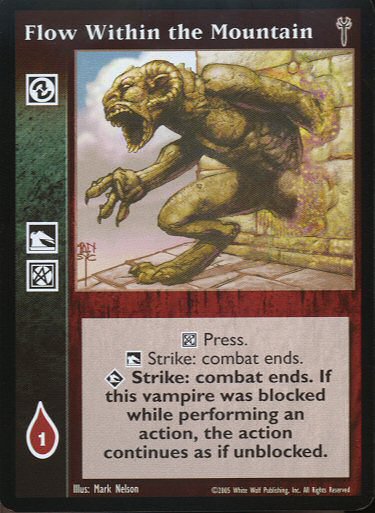 Flow Within the Mountain
Press.
Strike: combat ends.
Strike: combat ends. If
this vampire was blocked
while performing an
action, the action
continues as if unblocked.
1
Illus: Mark Nelson
©2005 White Wolf Publishing, Inc. All Rights Reserved